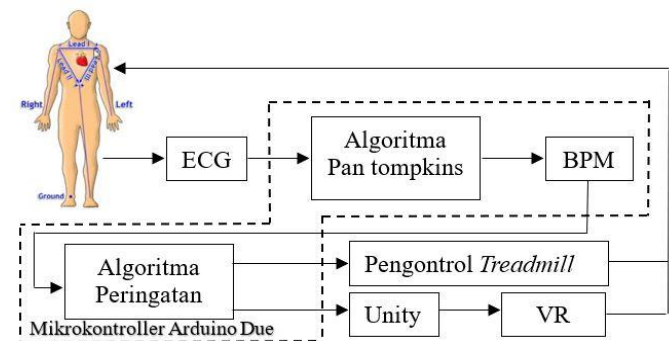 Lead I
Lead II
Lead III
Right
Left
Ground
ECG
Algoritma
Pan tompkins
BPM
Algoritma
Peringatan
Pengontrol Treadmill
Unity
VR
Mikrokontroller Arduino Due